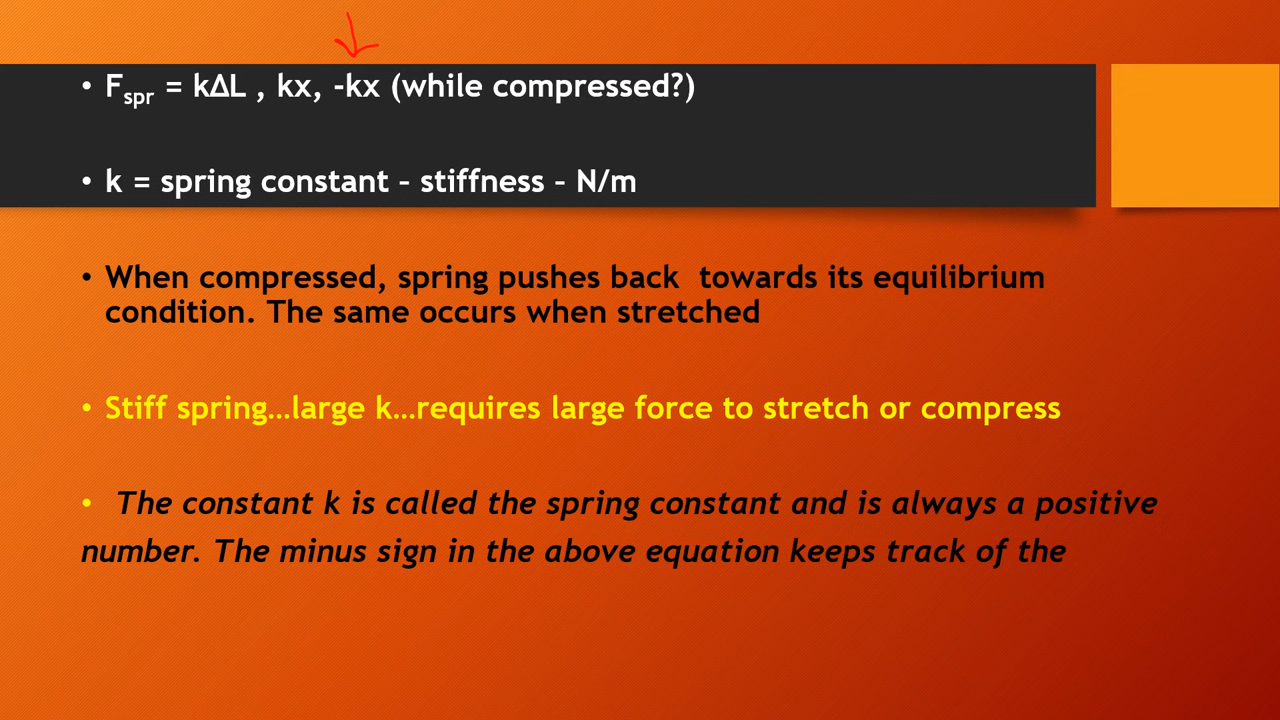 • F_spr = kΔL , kx, -kx (while compressed?)
• k = spring constant – stiffness – N/m
• When compressed, spring pushes back  towards its equilibrium
condition. The same occurs when stretched
• Stiff spring…large k…requires large force to stretch or compress
• The constant k is called the spring constant and is always a positive
number. The minus sign in the above equation keeps track of the